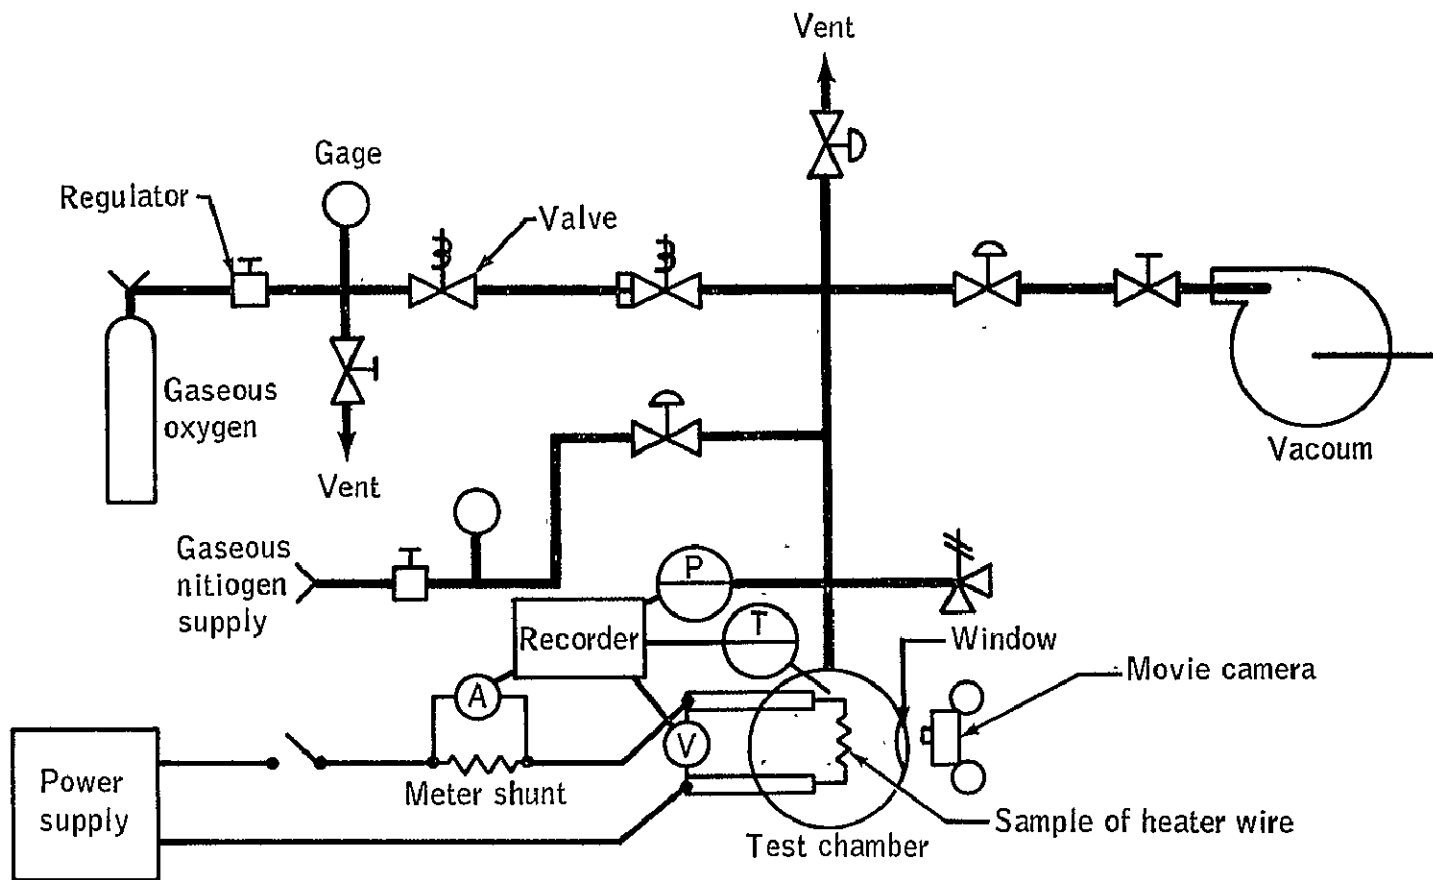 Vent
Gage
Regulator
Valve
Gaseous
oxygen
Vent
Vacoum
Gaseous
nitiogen
supply
P
T
Recorder
Window
Movie camera
A
V
Power
supply
Meter shunt
Sample of heater wire
Test chamber